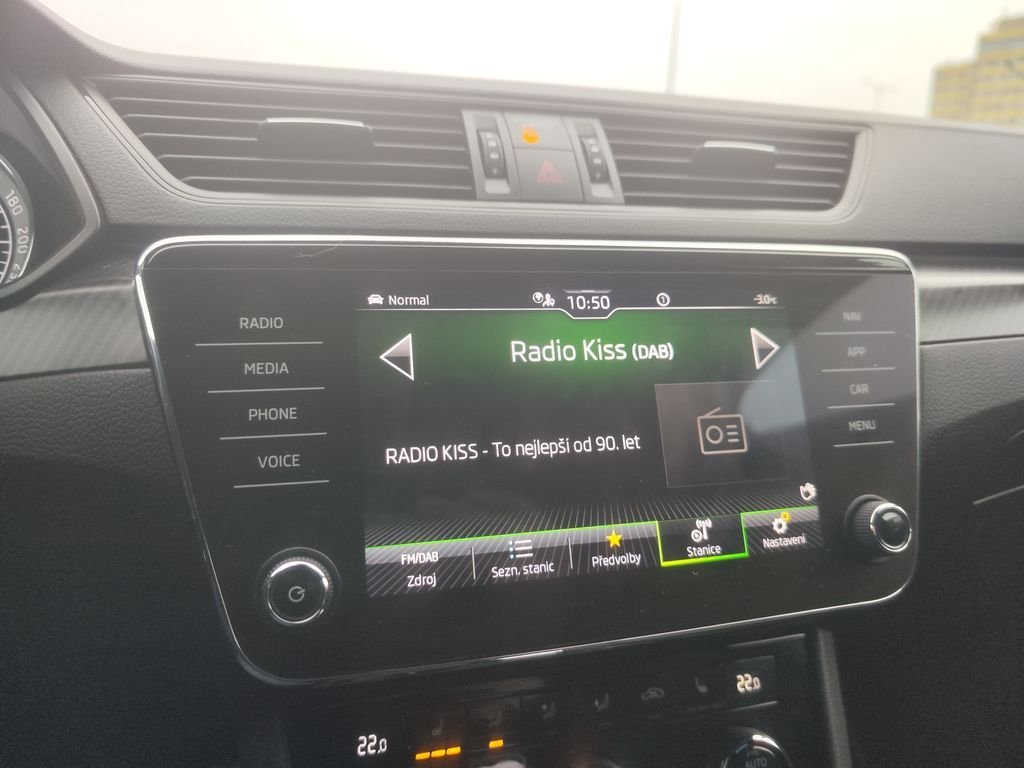 180
200
RADIO
MEDIA
PHONE
VOICE
Normal
10:50
-3.0°C
Radio Kiss (DAB)
RADIO KISS - To nejlepší od 90. let
FM/DAB
Zdroj
Sezn. stanic
Předvolby
Stanice
Nastavení
NAV
APP
CAR
MENU
22.0
22.0
AUTO